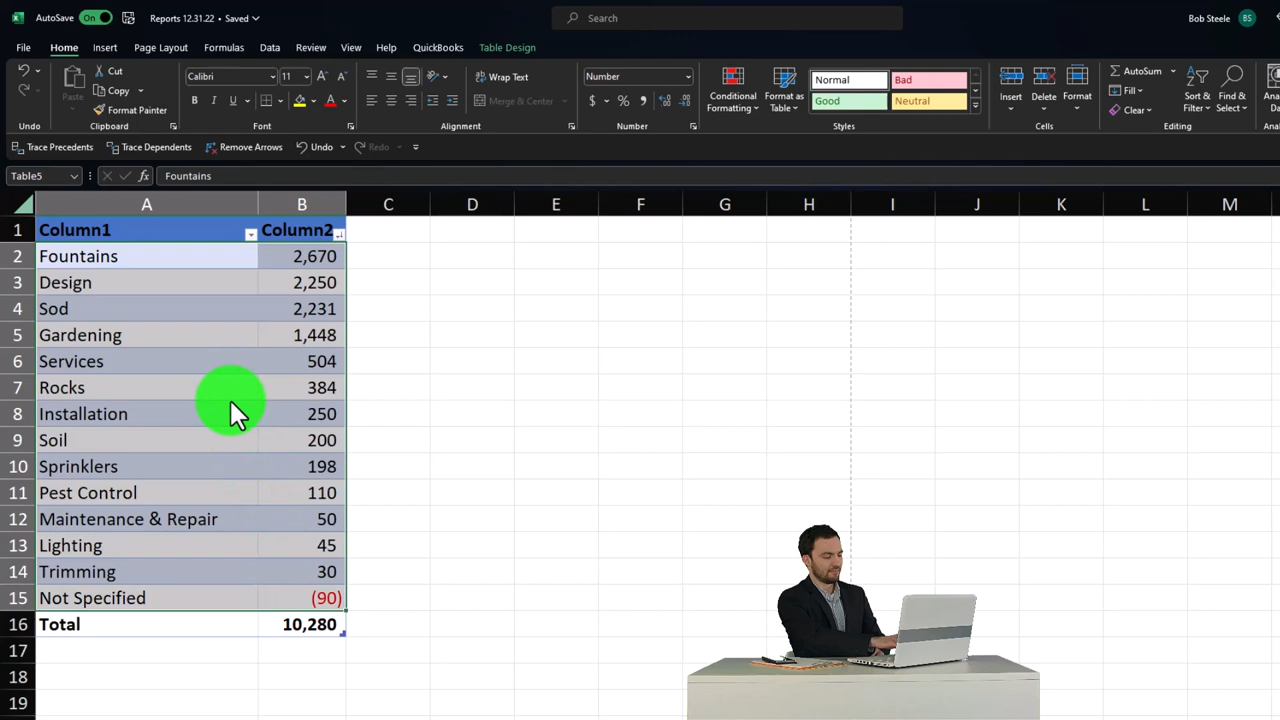 AutoSave On Reports 12.31.22 • Saved Search Bob Steele BS
File Home Insert Page Layout Formulas Data Review View Help QuickBooks Table Design
Calibri 11 Wrap Text Number Normal Bad AutoSum
Cut
Copy
Format Painter
Paste
B I U
Merge & Center
$ %
Conditional Formatting
Format as Table
Good Neutral
Insert Delete Format
Fill
Clear
Sort & Filter
Find & Select
Undo Clipboard Font Alignment Number Styles Cells Editing
Trace Precedents Trace Dependents Remove Arrows Undo Redo
Table5 fx Fountains
A B C D E F G H I J K L M
1 Column1 Column2
2 Fountains 2,670
3 Design 2,250
4 Sod 2,231
5 Gardening 1,448
6 Services 504
7 Rocks 384
8 Installation 250
9 Soil 200
10 Sprinklers 198
11 Pest Control 110
12 Maintenance & Repair 50
13 Lighting 45
14 Trimming 30
15 Not Specified (90)
16 Total 10,280
17
18
19